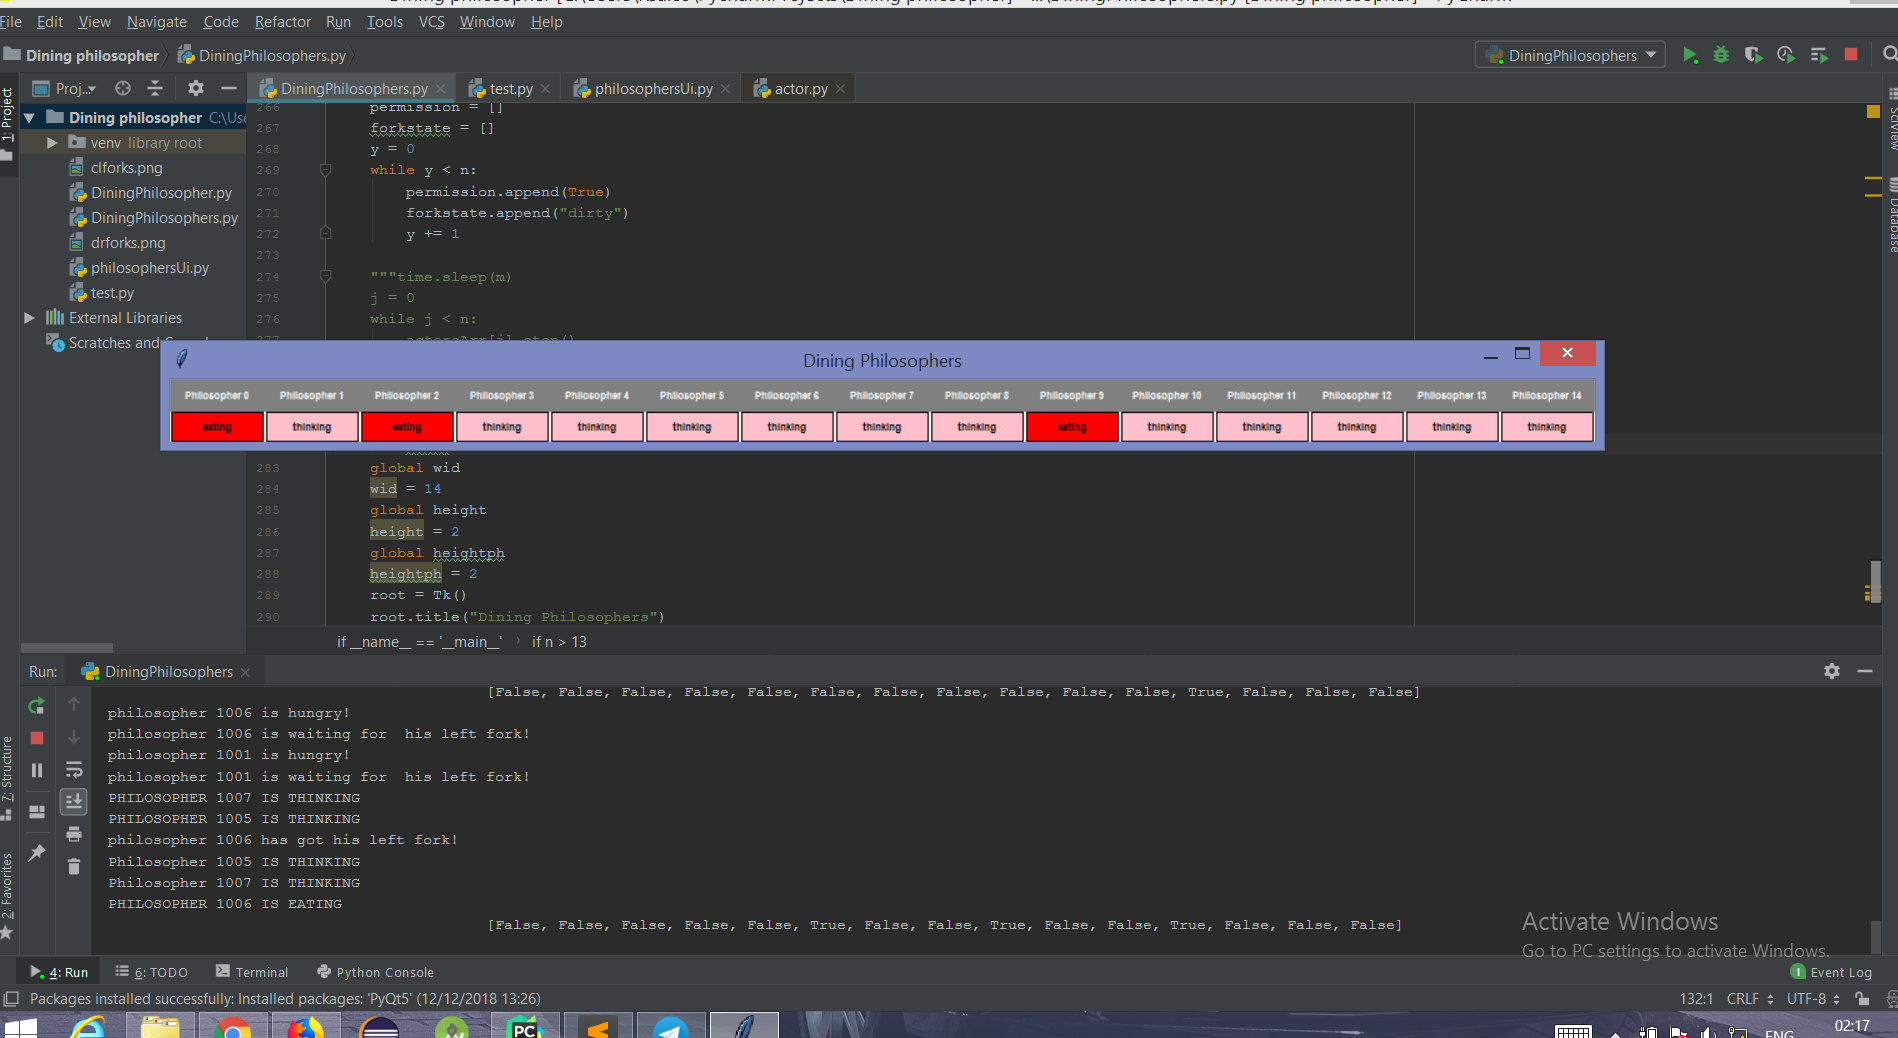 File Edit View Navigate Code Refactor Run Tools VCS Window Help
Dining philosopher DiningPhilosophers.py DiningPhilosophers
Proj.. DiningPhilosophers.py test.py philosophersUi.py actor.py
1: Project
Dining philosopher C:\Use
venv library root
clforks.png
DiningPhilosopher.py
DiningPhilosophers.py
drforks.png
philosophersUi.py
test.py
External Libraries
Scratches and
266 permission = []
267 forkstate = []
268 y = 0
269 while y < n:
270 permission.append(True)
271 forkstate.append("dirty")
272 y += 1
273
274 """time.sleep(m)
275 j = 0
276 while j < n:
SciView
Database
Dining Philosophers
Philosopher 0 Philosopher 1 Philosopher 2 Philosopher 3 Philosopher 4 Philosopher 5 Philosopher 6 Philosopher 7 Philosopher 8 Philosopher 9 Philosopher 10 Philosopher 11 Philosopher 12 Philosopher 13 Philosopher 14
eating thinking eating thinking thinking thinking thinking thinking thinking eating thinking thinking thinking thinking thinking
283 global wid
284 wid = 14
285 global height
286 height = 2
287 global heightph
288 heightph = 2
289 root = Tk()
290 root.title("Dining Philosophers")
if __name__ == '__main__' › if n > 13
Run: DiningPhilosophers
[False, False, False, False, False, False, False, False, False, False, False, True, False, False, False]
philosopher 1006 is hungry!
philosopher 1006 is waiting for  his left fork!
philosopher 1001 is hungry!
philosopher 1001 is waiting for  his left fork!
PHILOSOPHER 1007 IS THINKING
PHILOSOPHER 1005 IS THINKING
philosopher 1006 has got his left fork!
Philosopher 1005 IS THINKING
Philosopher 1007 IS THINKING
PHILOSOPHER 1006 IS EATING
[False, False, False, False, False, True, False, False, True, False, False, True, False, False, False]
7: Structure
2: Favorites
Activate Windows
Go to PC settings to activate Windows.
4: Run 6: TODO Terminal Python Console 1 Event Log
Packages installed successfully: Installed packages: 'PyQt5' (12/12/2018 13:26) 132:1 CRLF UTF-8
PC ENG 02:17